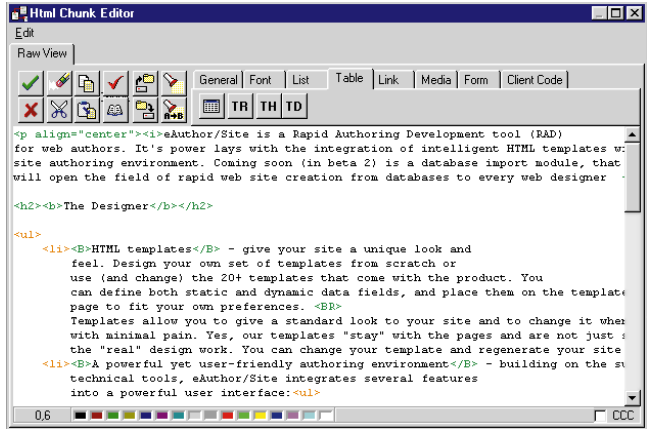 Html Chunk Editor
Edit
Raw View
General Font List Table Link Media Form Client Code
A→B TR TH TD
<p align="center"><i>eAuthor/Site is a Rapid Authoring Development tool (RAD)
for web authors. It's power lays with the integration of intelligent HTML templates
site authoring environment. Coming soon (in beta 2) is a database import module, that
will open the field of rapid web site creation from databases to every web designer
<h2><b>The Designer</b></h2>
<ul>
<li><B>HTML templates</B> - give your site a unique look and
feel. Design your own set of templates from scratch or
use (and change) the 20+ templates that come with the product. You
can define both static and dynamic data fields, and place them on the template
page to fit your own preferences. <BR>
Templates allow you to give a standard look to your site and to change it
with minimal pain. Yes, our templates "stay" with the pages and are not just
the "real" design work. You can change your template and regenerate your site
<li><B>A powerful yet user-friendly authoring environment</B> - building on the
technical tools, eAuthor/Site integrates several features
into a powerful user interface:<ul>
0,6 CCC